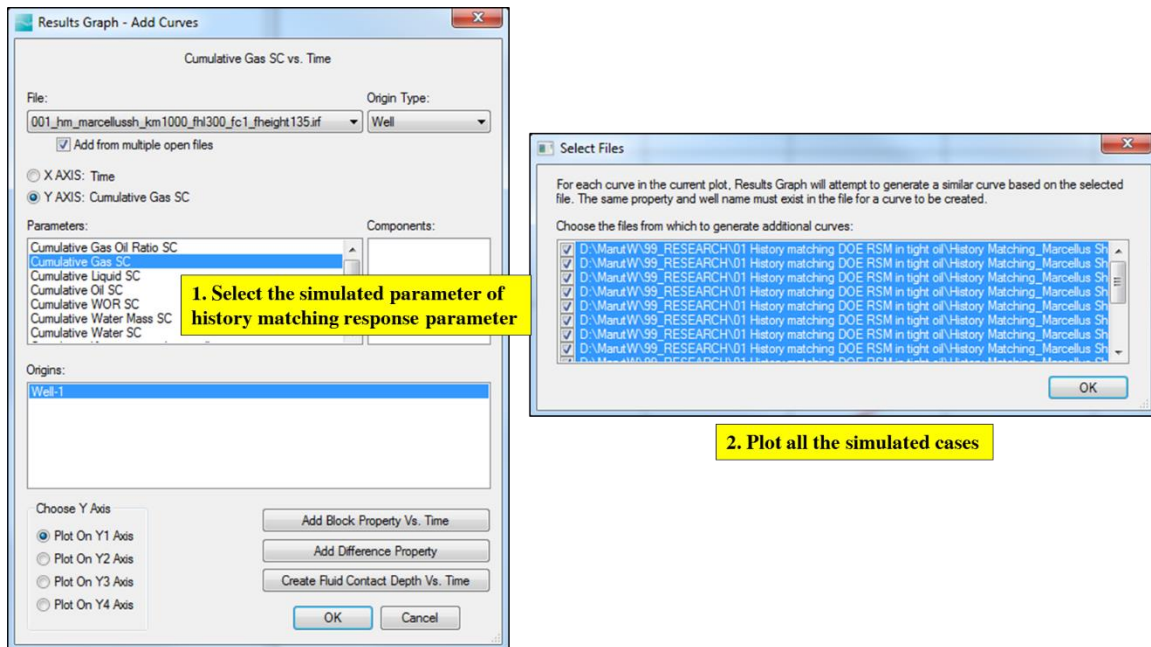 Results Graph - Add Curves
Cumulative Gas SC vs. Time
File:
Origin Type:
001_hm_marcellussh_km1000_fhl300_fc1_fheight135.irf
Well
Add from multiple open files
X AXIS: Time
Y AXIS: Cumulative Gas SC
Parameters:
Components:
Cumulative Gas Oil Ratio SC
Cumulative Gas SC
Cumulative Liquid SC
Cumulative Oil SC
Cumulative WOR SC
Cumulative Water Mass SC
Cumulative Water SC
1. Select the simulated parameter of
history matching response parameter
Origins:
Well-1
Choose Y Axis
Plot On Y1 Axis
Plot On Y2 Axis
Plot On Y3 Axis
Plot On Y4 Axis
Add Block Property Vs. Time
Add Difference Property
Create Fluid Contact Depth Vs. Time
OK
Cancel
Select Files
For each curve in the current plot, Results Graph will attempt to generate a similar curve based on the selected
file. The same property and well name must exist in the file for a curve to be created.
Choose the files from which to generate additional curves:
D:\MarutW\99_RESEARCH\01 History matching DOE RSM in tight oil\History Matching_Marcellus Sh
D:\MarutW\99_RESEARCH\01 History matching DOE RSM in tight oil\History Matching_Marcellus Sh
D:\MarutW\99_RESEARCH\01 History matching DOE RSM in tight oil\History Matching_Marcellus Sh
D:\MarutW\99_RESEARCH\01 History matching DOE RSM in tight oil\History Matching_Marcellus Sh
D:\MarutW\99_RESEARCH\01 History matching DOE RSM in tight oil\History Matching_Marcellus Sh
D:\MarutW\99_RESEARCH\01 History matching DOE RSM in tight oil\History Matching_Marcellus Sh
D:\MarutW\99_RESEARCH\01 History matching DOE RSM in tight oil\History Matching_Marcellus Sh
D:\MarutW\99_RESEARCH\01 History matching DOE RSM in tight oil\History Matching_Marcellus Sh
OK
2. Plot all the simulated cases